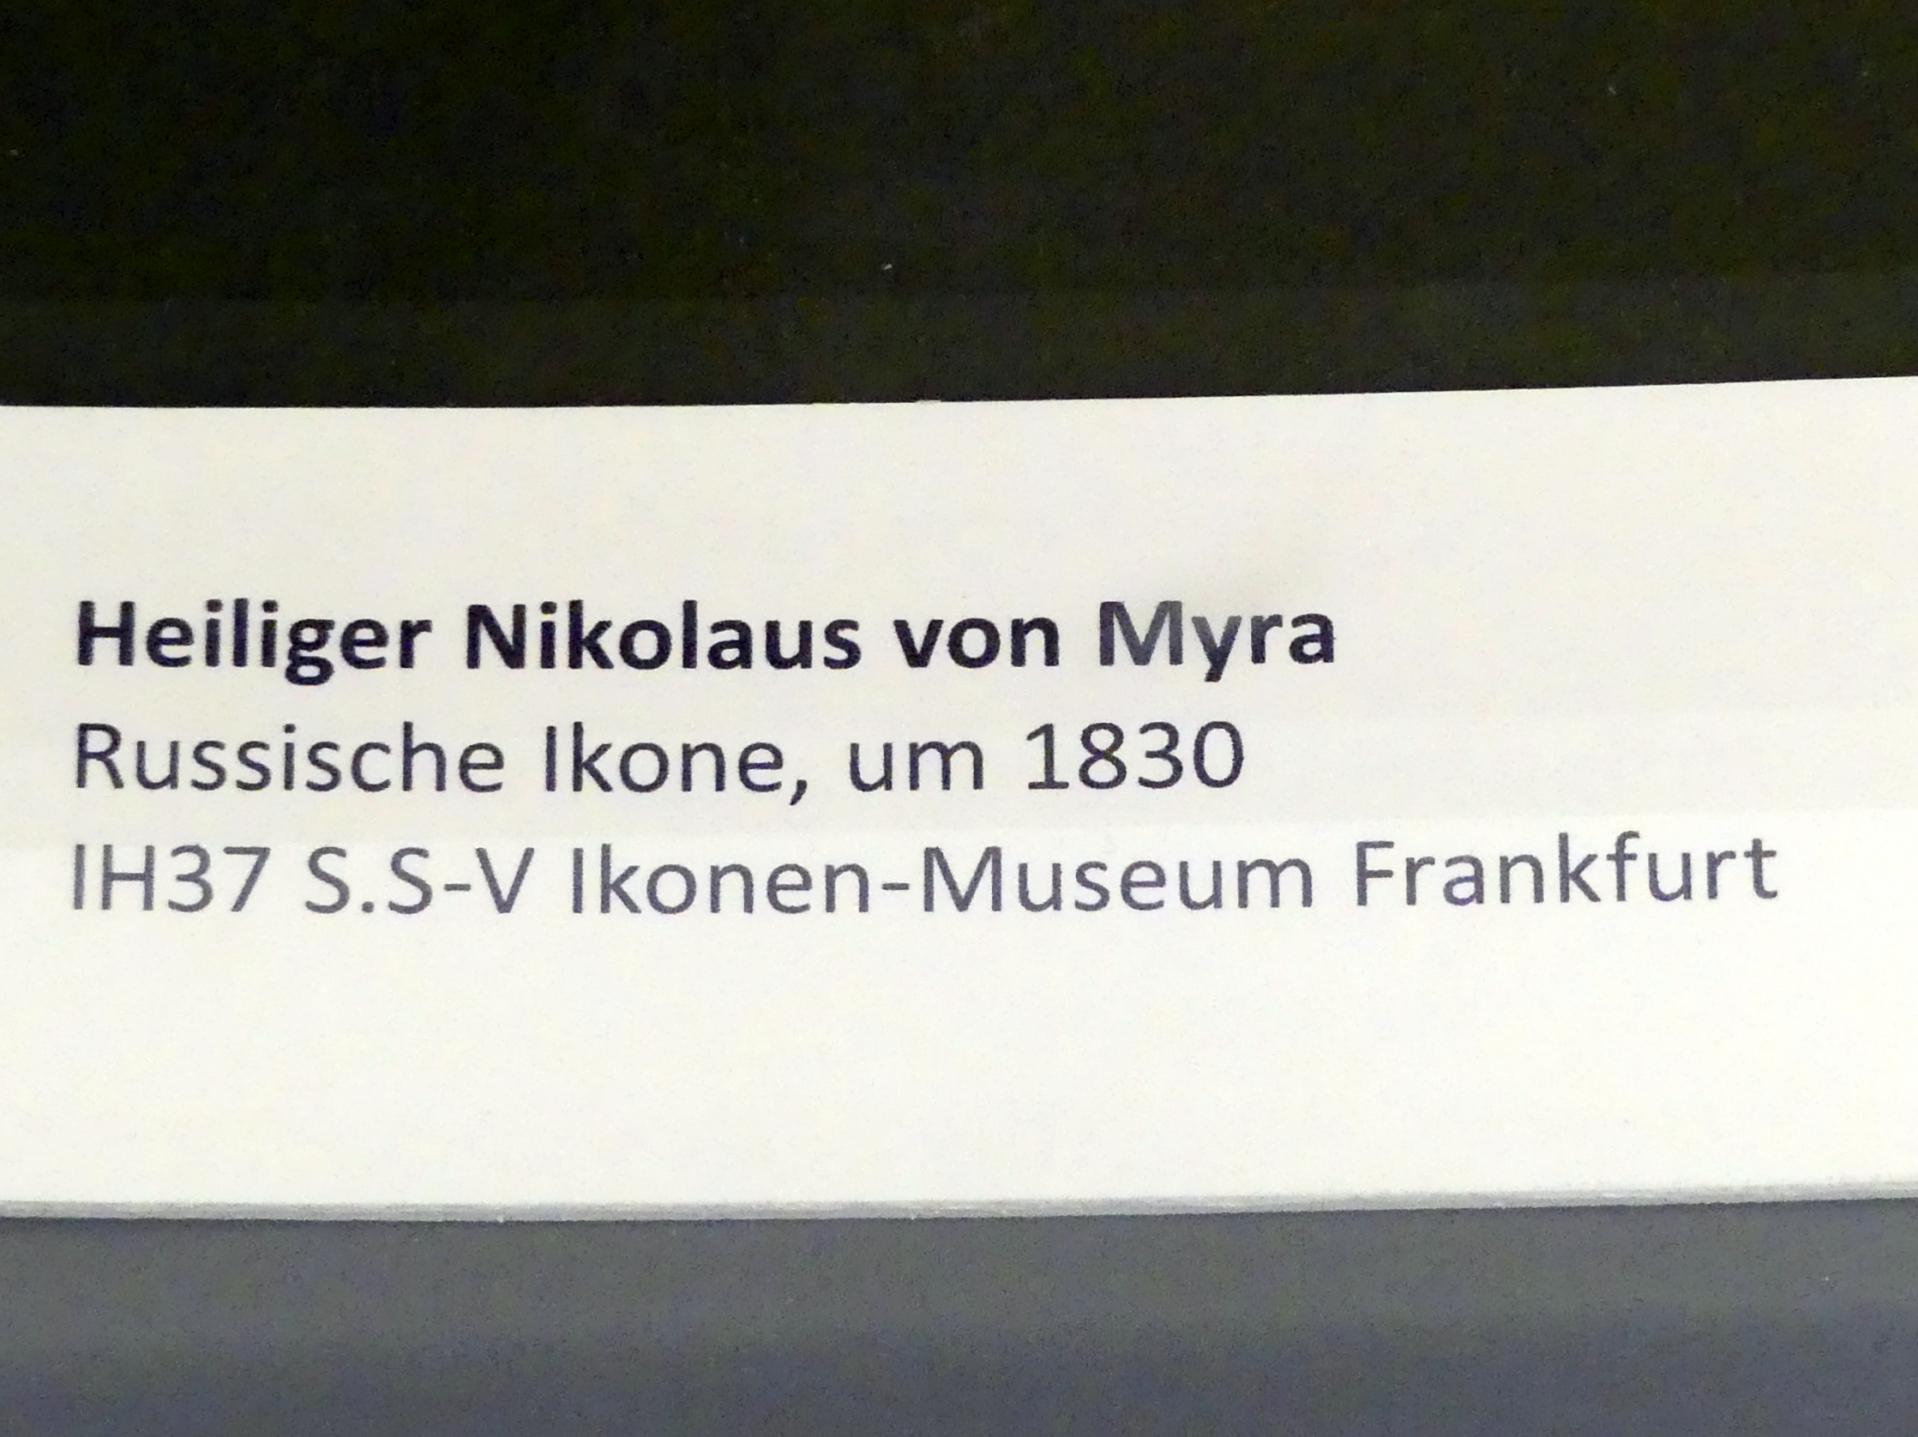 Heiliger Nikolaus von Myra
Russische Ikone, um 1830
IH37 S.S-V Ikonen-Museum Frankfurt